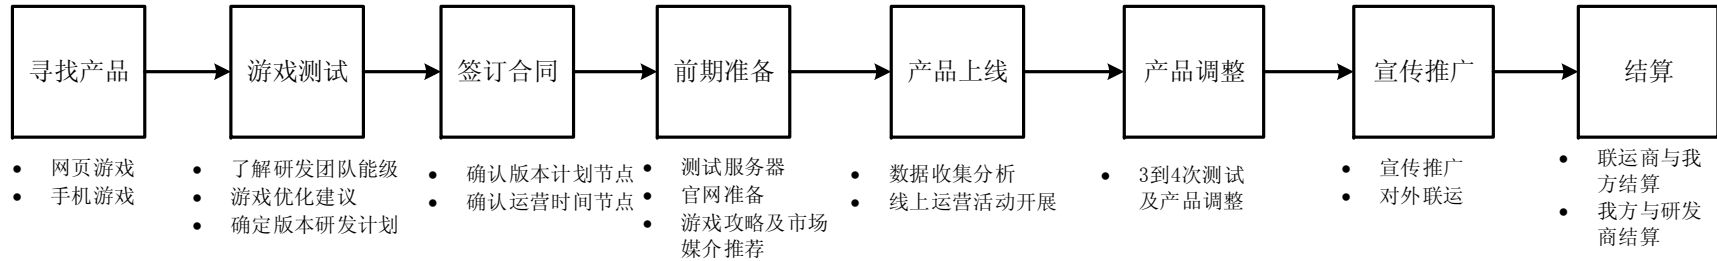 寻找产品
游戏测试
签订合同
前期准备
产品上线
产品调整
宣传推广
结算
• 网页游戏
• 手机游戏
• 了解研发团队能级
• 游戏优化建议
• 确定版本研发计划
• 确认版本计划节点
• 确认运营时间节点
• 测试服务器
• 官网准备
• 游戏攻略及市场
媒介推荐
• 数据收集分析
• 线上运营活动开展
• 3到4次测试
及产品调整
• 宣传推广
• 对外联运
• 联运商与我
方结算
• 我方与研发
商结算